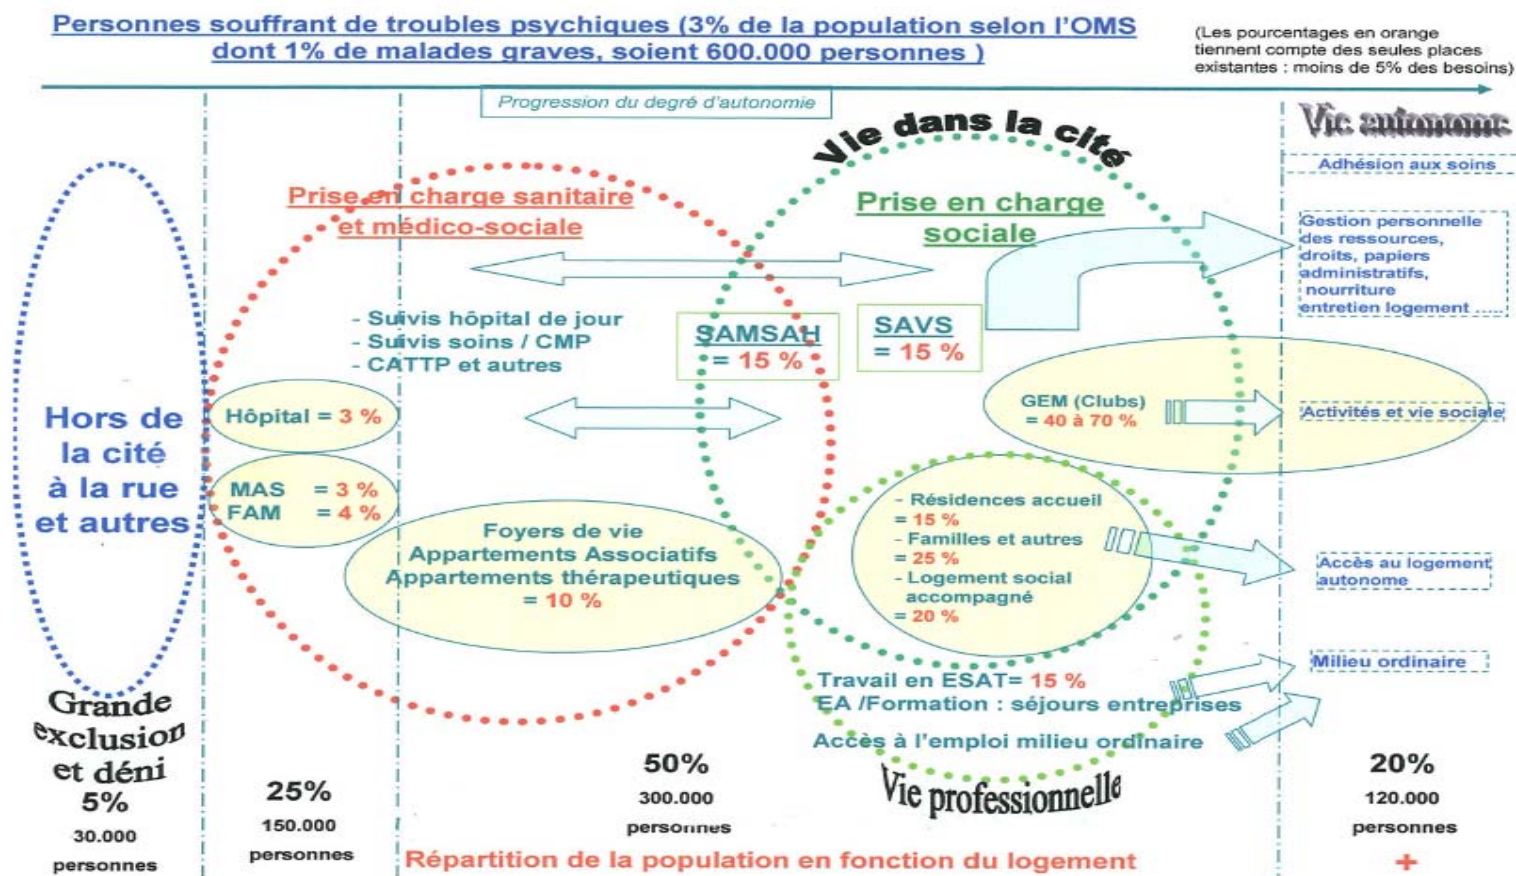 Personnes souffrant de troubles psychiques (3% de la population selon l'OMS
dont 1% de malades graves, soient 600.000 personnes )
(Les pourcentages en orange
tiennent compte des seules places
existantes : moins de 5% des besoins)
Progression du degré d'autonomie
Vie autonome
Vie dans la cité
Adhésion aux soins
Prise en charge sanitaire
et médico-sociale
Prise en charge
sociale
Gestion personnelle
des ressources,
droits, papiers
administratifs,
nourriture
entretien logement .....
- Suivis hôpital de jour
- Suivis soins / CMP
- CATTP et autres
SAMSAH
= 15 %
SAVS
= 15 %
Hors de
la cité
à la rue
et autres
Hôpital = 3 %
MAS = 3 %
FAM = 4 %
GEM (Clubs)
= 40 à 70 %
Activités et vie sociale
Foyers de vie
Appartements Associatifs
Appartements thérapeutiques
= 10 %
- Résidences accueil
= 15 %
- Familles et autres
= 25 %
- Logement social
accompagné
= 20 %
Accès au logement
autonome
Travail en ESAT= 15 %
EA /Formation : séjours entreprises
Accès à l'emploi milieu ordinaire
Milieu ordinaire
Vie professionnelle
Grande
exclusion
et déni
5%
30.000
personnes
25%
150.000
personnes
50%
300.000
personnes
20%
120.000
personnes
Répartition de la population en fonction du logement
+